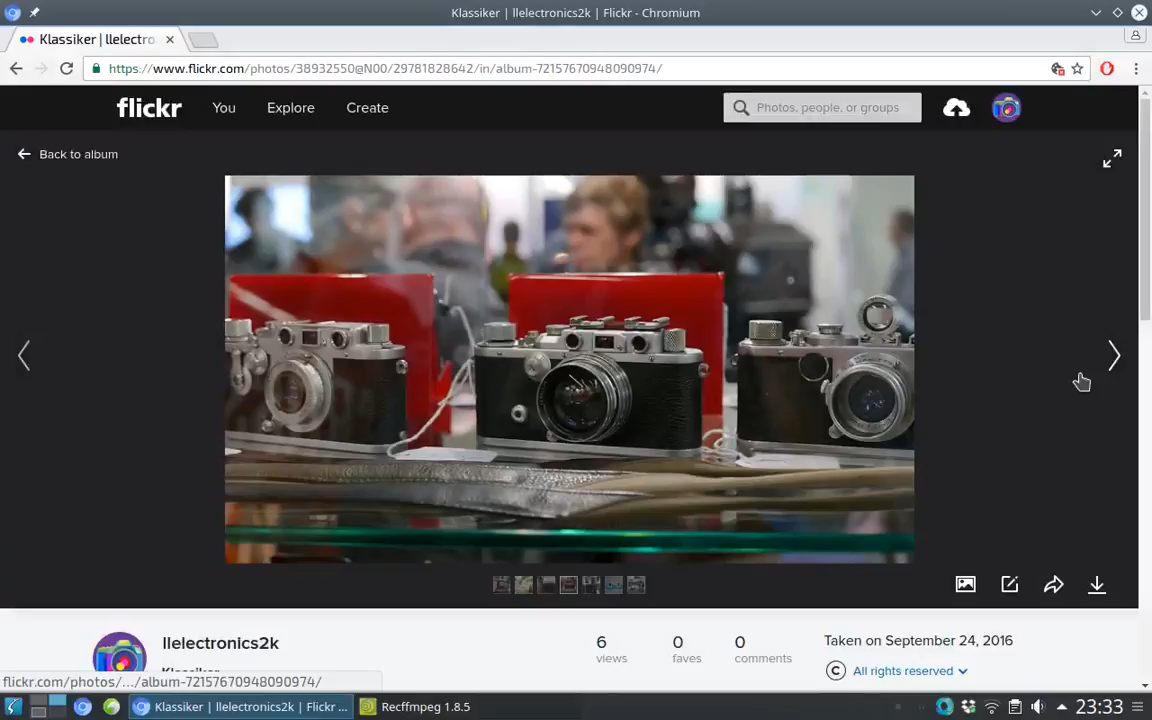 Klassiker | llelectronics2k | Flickr - Chromium
Klassiker | llelectro
https://www.flickr.com/photos/38932550@N00/29781828642/in/album-72157670948090974/
flickr
You
Explore
Create
Photos, people, or groups
Back to album
llelectronics2k
Klassiker
6
views
0
faves
0
comments
Taken on September 24, 2016
All rights reserved
flickr.com/photos/.../album-72157670948090974/
Klassiker | llelectronics2k | Flickr ...
Recffmpeg 1.8.5
23:33